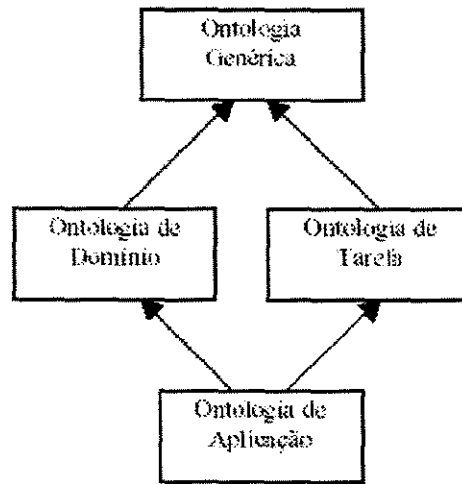 Ontologia
Genérica
Ontologia de
Domínio
Ontologia de
Tarefa
Ontologia de
Aplicação